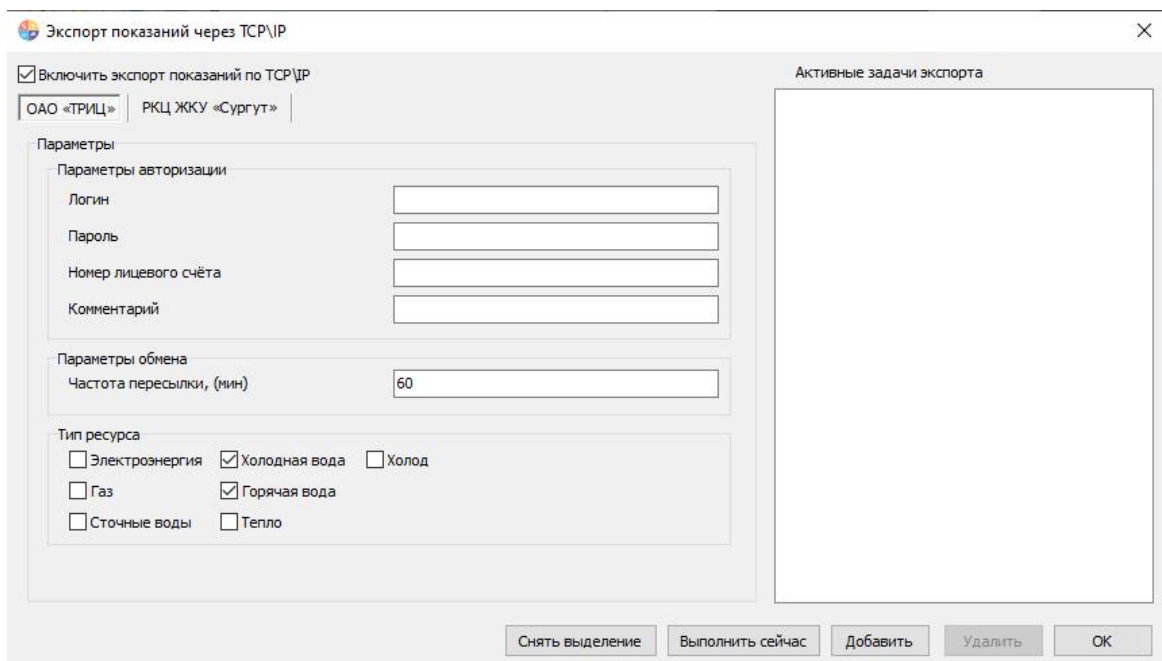 Экспорт показаний через TCP\IP
Включить экспорт показаний по TCP\IP
Активные задачи экспорта
ОАО «ТРИЦ» РКЦ ЖКУ «Сургут»
Параметры
Параметры авторизации
Логин
Пароль
Номер лицевого счёта
Комментарий
Параметры обмена
Частота пересылки, (мин) 60
Тип ресурса
Электроэнергия Холодная вода Холод
Газ Горячая вода
Сточные воды Тепло
Снять выделение Выполнить сейчас Добавить Удалить ОК